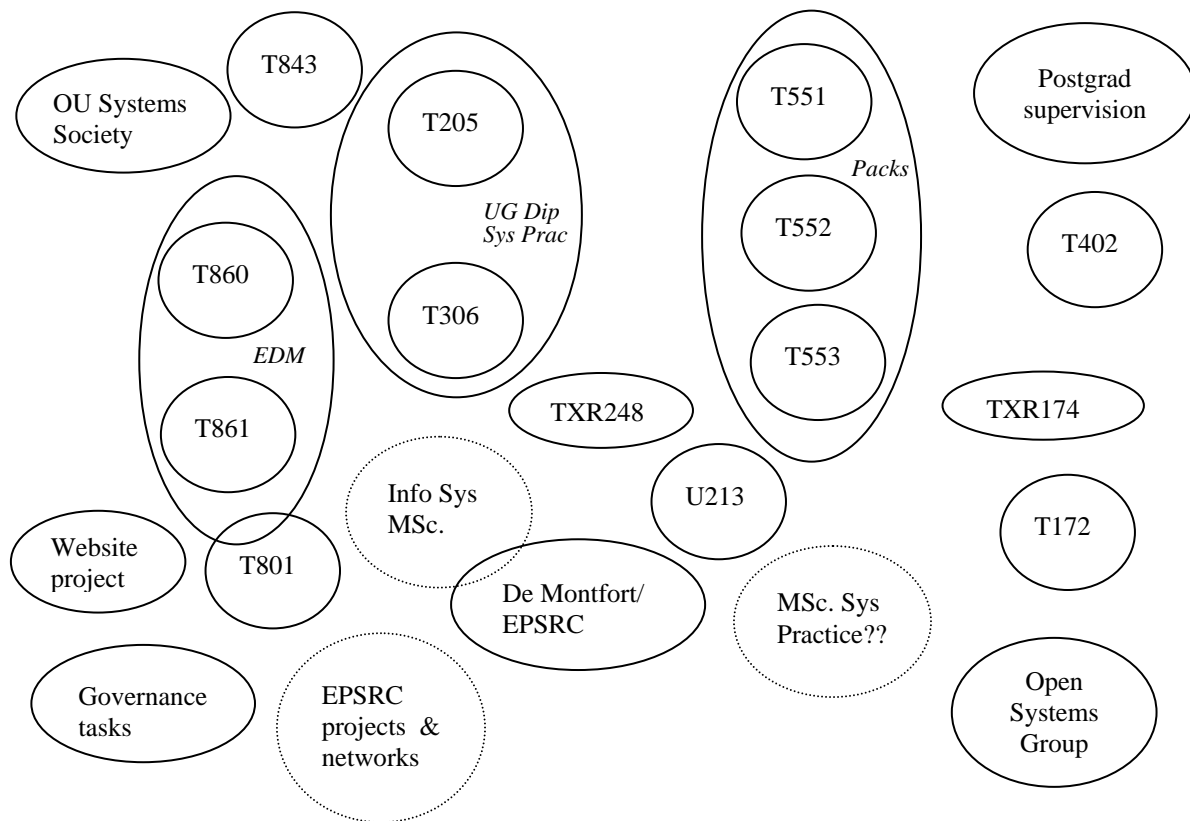 T843
OU Systems
Society
T205
UG Dip
Sys Prac
T306
T551
Packs
T552
T553
Postgrad
supervision
T402
T860
EDM
T861
TXR248
TXR174
Info Sys
MSc.
U213
T172
Website
project
T801
De Montfort/
EPSRC
MSc. Sys
Practice??
Governance
tasks
EPSRC
projects &
networks
Open
Systems
Group